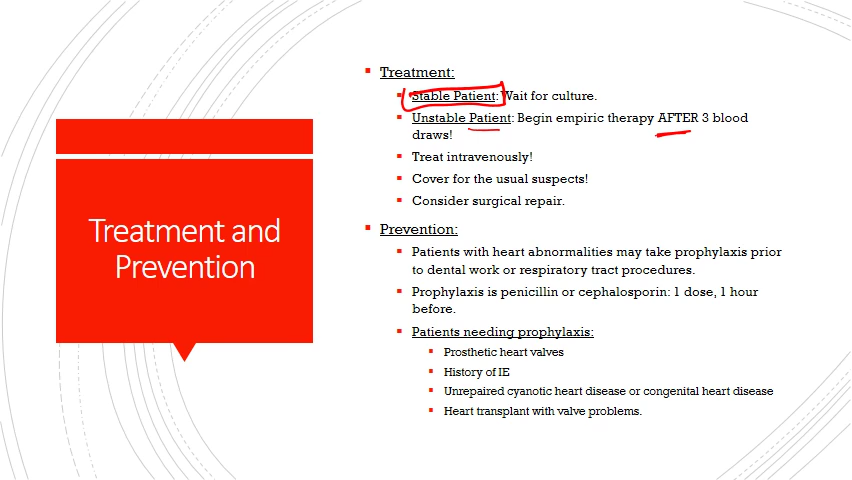 Treatment and
Prevention
Treatment:
Stable Patient: Wait for culture.
Unstable Patient: Begin empiric therapy AFTER 3 blood
draws!
Treat intravenously!
Cover for the usual suspects!
Consider surgical repair.
Prevention:
Patients with heart abnormalities may take prophylaxis prior
to dental work or respiratory tract procedures.
Prophylaxis is penicillin or cephalosporin: 1 dose, 1 hour
before.
Patients needing prophylaxis:
Prosthetic heart valves
History of IE
Unrepaired cyanotic heart disease or congenital heart disease
Heart transplant with valve problems.